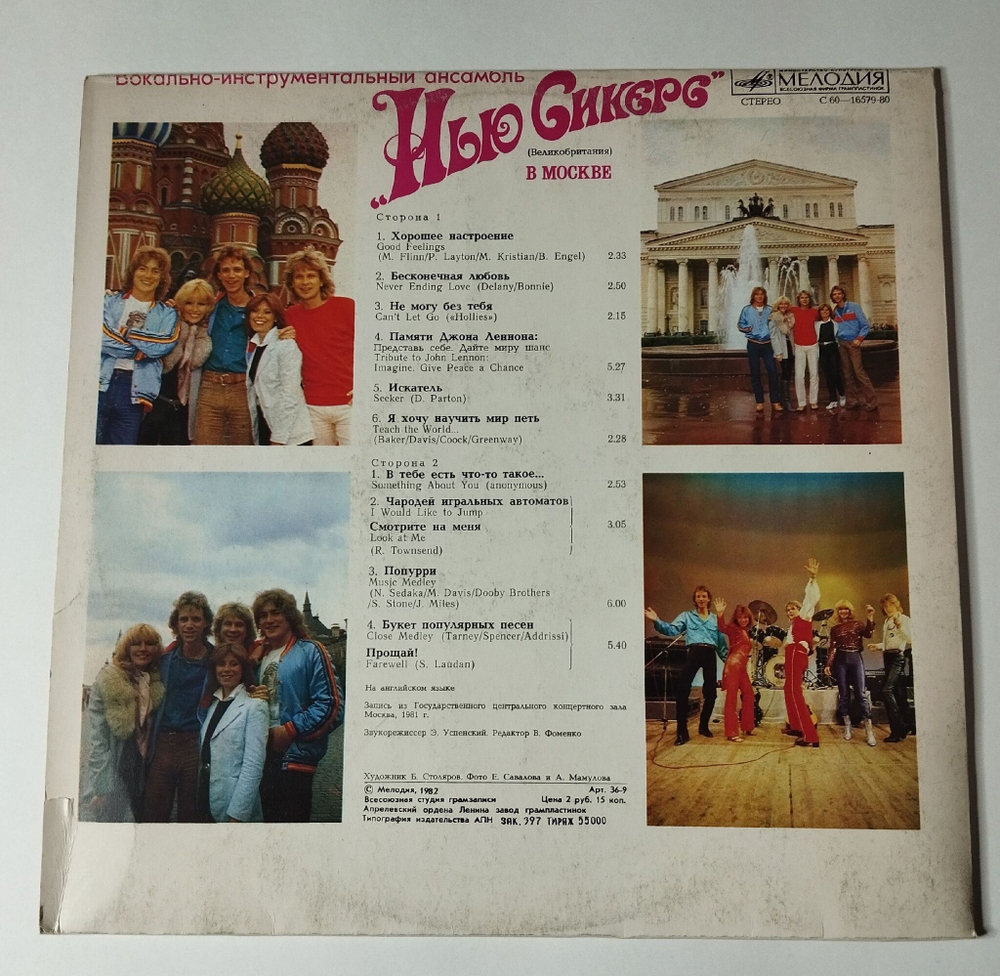 Вокально-инструментальный ансамбль
„Нью Сикерс”
(Великобритания)
В МОСКВЕ
МЕЛОДИЯ
ВСЕСОЮЗНАЯ ФИРМА ГРАМПЛАСТИНОК
СТЕРЕО С 60—16579-80
Сторона 1
1. Хорошее настроение
Good Feelings
(M. Flinn/P. Layton/M. Kristian/B. Engel) 2.33
2. Бесконечная любовь
Never Ending Love (Delany/Bonnie) 2.50
3. Не могу без тебя
Can't Let Go («Hollies») 2.15
4. Памяти Джона Леннона:
Представь себе. Дайте миру шанс
Tribute to John Lennon:
Imagine. Give Peace a Chance 5.27
5. Искатель
Seeker (D. Parton) 3.31
6. Я хочу научить мир петь
Teach the World...
(Baker/Davis/Coock/Greenway) 2.28
Сторона 2
1. В тебе есть что-то такое...
Something About You (anonymous) 2.53
2. Чародей игральных автоматов
I Would Like to Jump
Смотрите на меня 3.05
Look at Me
(R. Townsend)
3. Попурри
Music Medley
(N. Sedaka/M. Davis/Dooby Brothers
/S. Stone/J. Miles) 6.00
4. Букет популярных песен
Close Medley (Tarney/Spencer/Addrissi)
Прощай! 5.40
Farewell (S. Laudan)
На английском языке
Запись из Государственного центрального концертного зала
Москва, 1981 г.
Звукорежиссер Э. Успенский. Редактор В. Фоменко
Художник Б. Столяров. Фото Е. Савалова и А. Мамулова
© Мелодия, 1982 Арт. 36-9
Всесоюзная студия грамзаписи Цена 2 руб. 15 коп.
Апрелевский ордена Ленина завод грампластинок
Типография издательства АПН ЗАК. 397 ТИРАЖ 55000